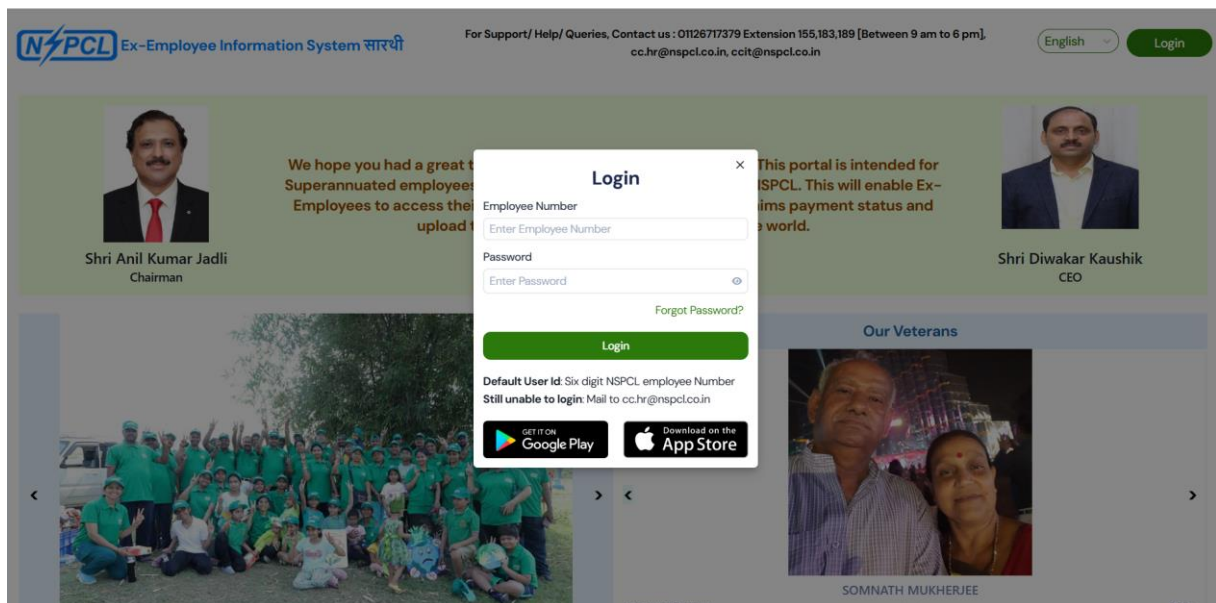 NSPCL Ex-Employee Information System सारथी
For Support/ Help/ Queries, Contact us : 01126717379 Extension 155,183,189 [Between 9 am to 6 pm],
cc.hr@nspcl.co.in, ccit@nspcl.co.in
English
Login
We hope you had a great t
This portal is intended for
Superannuated employees
NSPCL. This will enable Ex-
Employees to access thei
ims payment status and
upload t
e world.
Shri Anil Kumar Jadli
Chairman
Shri Diwakar Kaushik
CEO
×
Login
Employee Number
Enter Employee Number
Password
Enter Password
Forgot Password?
Login
Default User Id: Six digit NSPCL employee Number
Still unable to login: Mail to cc.hr@nspcl.co.in
GET IT ON
Google Play
Download on the
App Store
Our Veterans
SOMNATH MUKHERJEE